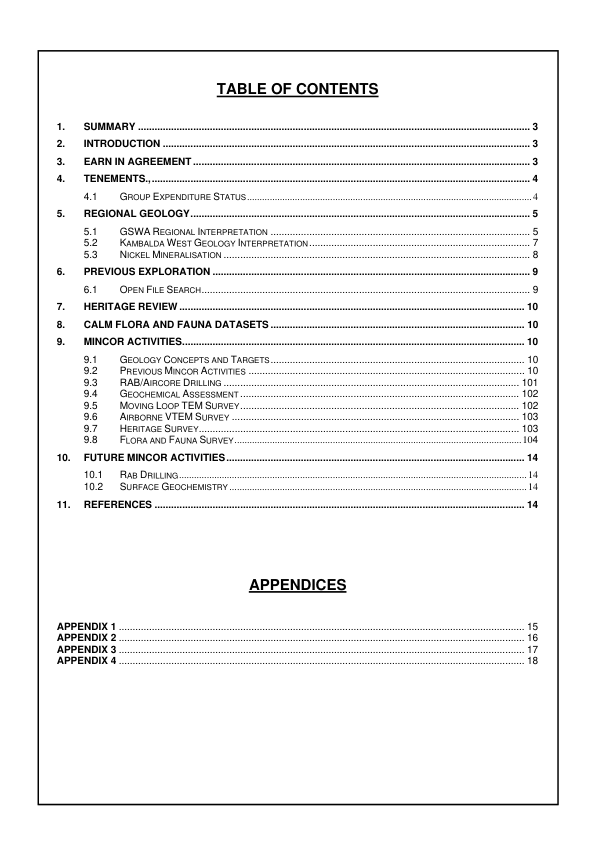 TABLE OF CONTENTS
1. SUMMARY ........ 3
2. INTRODUCTION ........ 3
3. EARN IN AGREEMENT ........ 3
4. TENEMENTS., ........ 4
4.1 GROUP EXPENDITURE STATUS ........ 4
5. REGIONAL GEOLOGY ........ 5
5.1 GSWA REGIONAL INTERPRETATION ........ 5
5.2 KAMBALDA WEST GEOLOGY INTERPRETATION ........ 7
5.3 NICKEL MINERALISATION ........ 8
6. PREVIOUS EXPLORATION ........ 9
6.1 OPEN FILE SEARCH ........ 9
7. HERITAGE REVIEW ........ 10
8. CALM FLORA AND FAUNA DATASETS ........ 10
9. MINCOR ACTIVITIES ........ 10
9.1 GEOLOGY CONCEPTS AND TARGETS ........ 10
9.2 PREVIOUS MINCOR ACTIVITIES ........ 10
9.3 RAB/AIRCORE DRILLING ........ 101
9.4 GEOCHEMICAL ASSESSMENT ........ 102
9.5 MOVING LOOP TEM SURVEY ........ 102
9.6 AIRBORNE VTEM SURVEY ........ 103
9.7 HERITAGE SURVEY ........ 103
9.8 FLORA AND FAUNA SURVEY ........ 104
10. FUTURE MINCOR ACTIVITIES ........ 14
10.1 RAB DRILLING ........ 14
10.2 SURFACE GEOCHEMISTRY ........ 14
11. REFERENCES ........ 14
APPENDICES
APPENDIX 1 ........ 15
APPENDIX 2 ........ 16
APPENDIX 3 ........ 17
APPENDIX 4 ........ 18